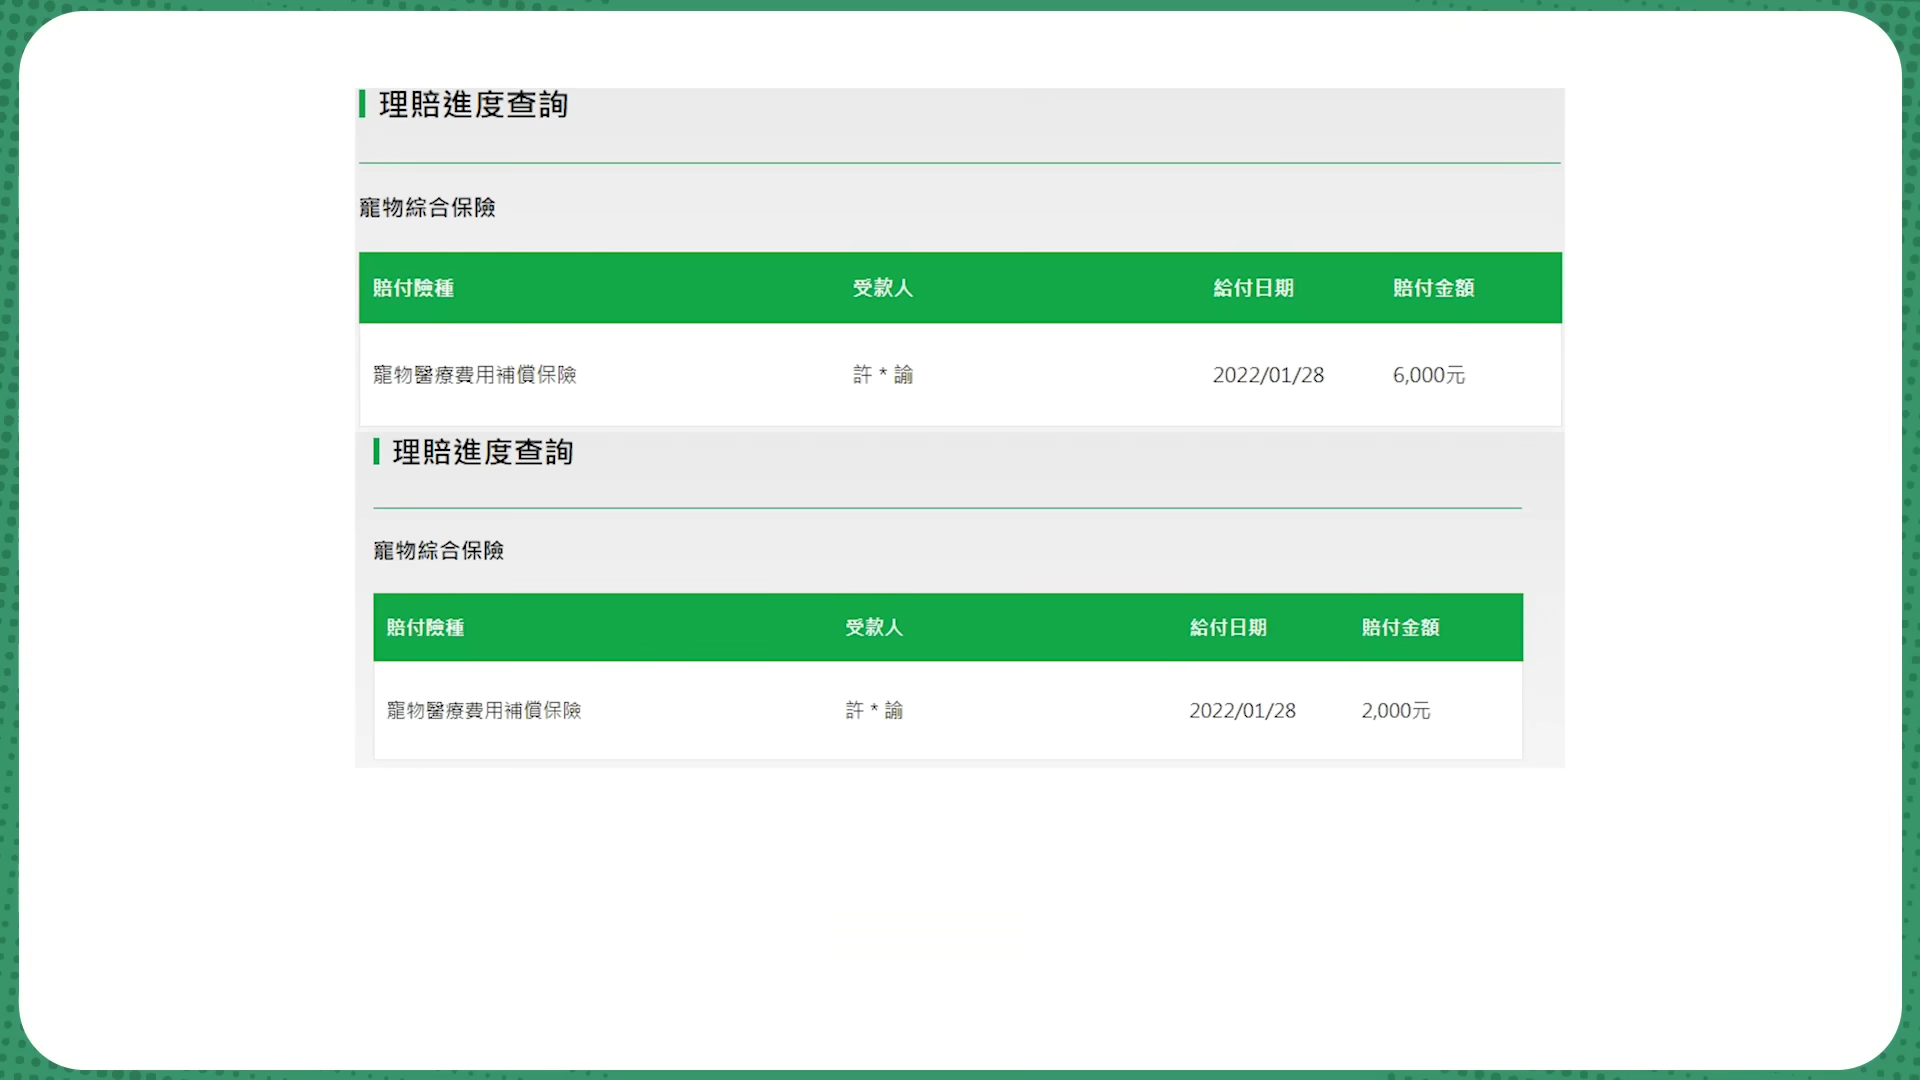 理賠進度查詢
寵物綜合保險
賠付險種 受款人 給付日期 賠付金額
寵物醫療費用補償保險 許 * 諭 2022/01/28 6,000元
理賠進度查詢
寵物綜合保險
賠付險種 受款人 給付日期 賠付金額
寵物醫療費用補償保險 許 * 諭 2022/01/28 2,000元